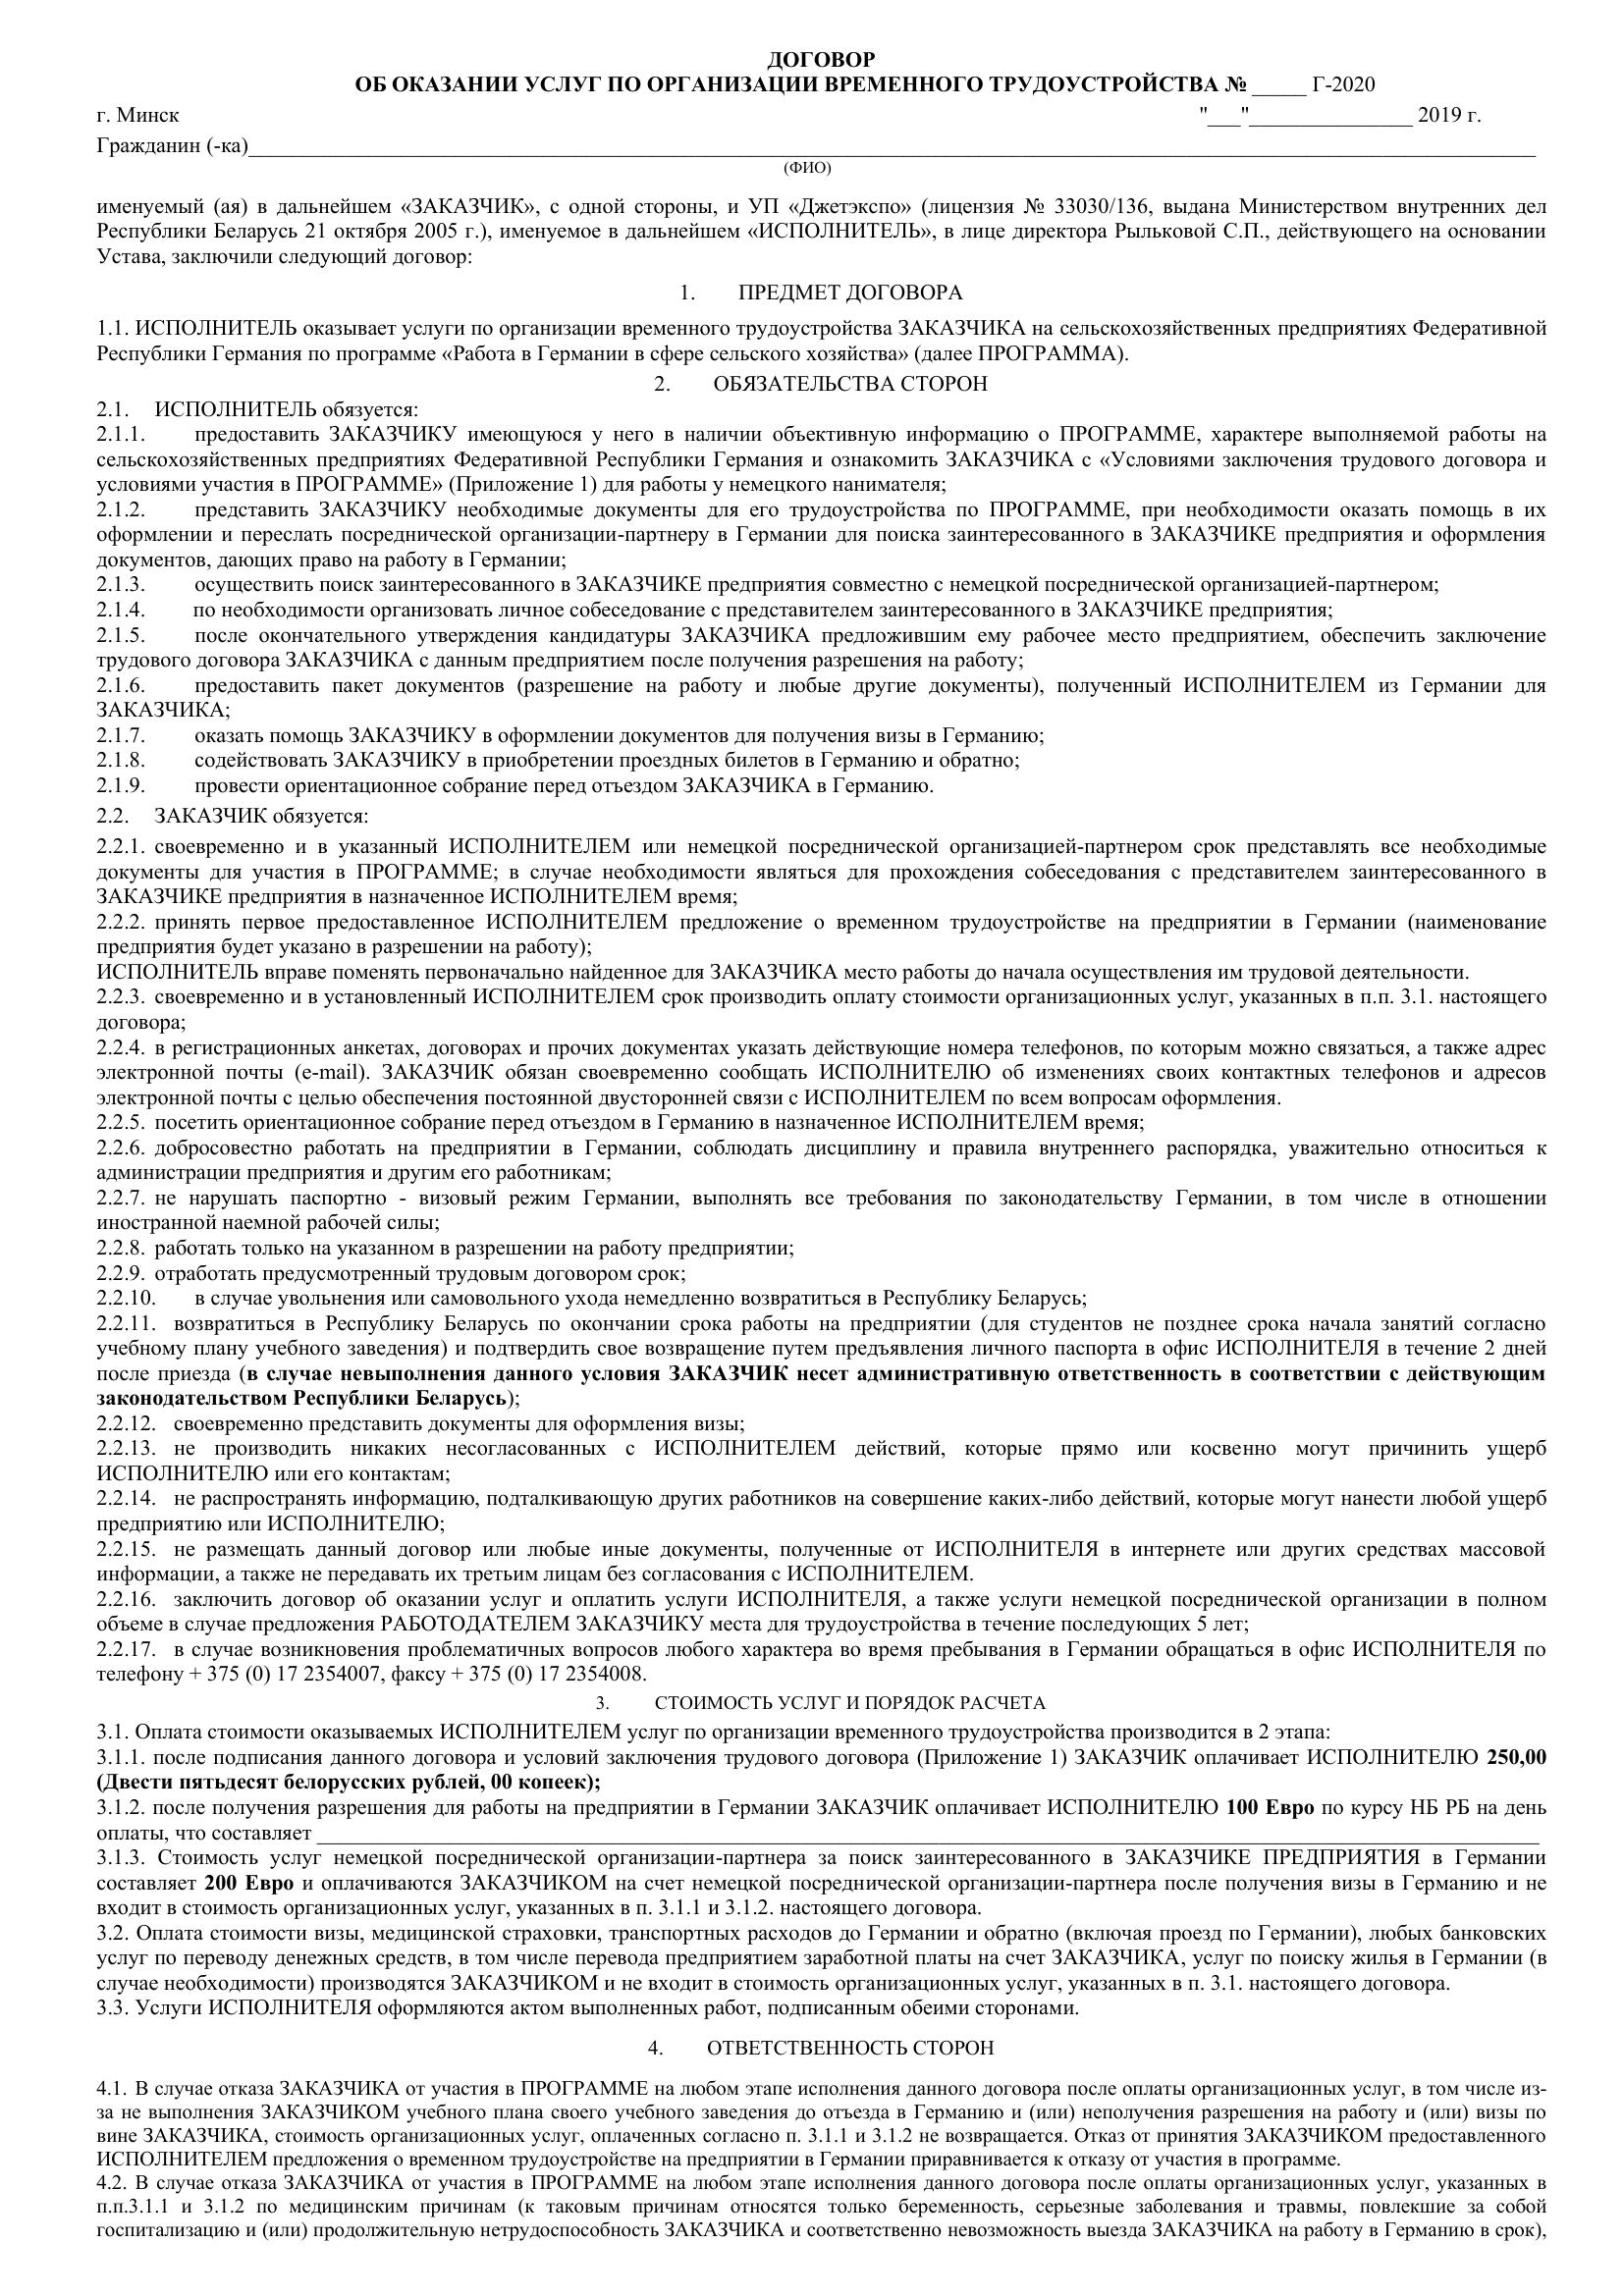 ДОГОВОР
ОБ ОКАЗАНИИ УСЛУГ ПО ОРГАНИЗАЦИИ ВРЕМЕННОГО ТРУДОУСТРОЙСТВА № _____ Г-2020
г. Минск "___"_______________ 2019 г.
Гражданин (-ка)______________________________________________
(ФИО)
именуемый (ая) в дальнейшем «ЗАКАЗЧИК», с одной стороны, и УП «Джетэкспо» (лицензия № 33030/136, выдана Министерством внутренних дел
Республики Беларусь 21 октября 2005 г.), именуемое в дальнейшем «ИСПОЛНИТЕЛЬ», в лице директора Рыльковой С.П., действующего на основании
Устава, заключили следующий договор:
1. ПРЕДМЕТ ДОГОВОРА
1.1. ИСПОЛНИТЕЛЬ оказывает услуги по организации временного трудоустройства ЗАКАЗЧИКА на сельскохозяйственных предприятиях Федеративной
Республики Германия по программе «Работа в Германии в сфере сельского хозяйства» (далее ПРОГРАММА).
2. ОБЯЗАТЕЛЬСТВА СТОРОН
2.1. ИСПОЛНИТЕЛЬ обязуется:
2.1.1. предоставить ЗАКАЗЧИКУ имеющуюся у него в наличии объективную информацию о ПРОГРАММЕ, характере выполняемой работы на
сельскохозяйственных предприятиях Федеративной Республики Германия и ознакомить ЗАКАЗЧИКА с «Условиями заключения трудового договора и
условиями участия в ПРОГРАММЕ» (Приложение 1) для работы у немецкого нанимателя;
2.1.2. представить ЗАКАЗЧИКУ необходимые документы для его трудоустройства по ПРОГРАММЕ, при необходимости оказать помощь в их
оформлении и переслать посреднической организации-партнеру в Германии для поиска заинтересованного в ЗАКАЗЧИКЕ предприятия и оформления
документов, дающих право на работу в Германии;
2.1.3. осуществить поиск заинтересованного в ЗАКАЗЧИКЕ предприятия совместно с немецкой посреднической организацией-партнером;
2.1.4. по необходимости организовать личное собеседование с представителем заинтересованного в ЗАКАЗЧИКЕ предприятия;
2.1.5. после окончательного утверждения кандидатуры ЗАКАЗЧИКА предложившим ему рабочее место предприятием, обеспечить заключение
трудового договора ЗАКАЗЧИКА с данным предприятием после получения разрешения на работу;
2.1.6. предоставить пакет документов (разрешение на работу и любые другие документы), полученный ИСПОЛНИТЕЛЕМ из Германии для
ЗАКАЗЧИКА;
2.1.7. оказать помощь ЗАКАЗЧИКУ в оформлении документов для получения визы в Германию;
2.1.8. содействовать ЗАКАЗЧИКУ в приобретении проездных билетов в Германию и обратно;
2.1.9. провести ориентационное собрание перед отъездом ЗАКАЗЧИКА в Германию.
2.2. ЗАКАЗЧИК обязуется:
2.2.1. своевременно и в указанный ИСПОЛНИТЕЛЕМ или немецкой посреднической организацией-партнером срок представлять все необходимые
документы для участия в ПРОГРАММЕ; в случае необходимости являться для прохождения собеседования с представителем заинтересованного в
ЗАКАЗЧИКЕ предприятия в назначенное ИСПОЛНИТЕЛЕМ время;
2.2.2. принять первое предоставленное ИСПОЛНИТЕЛЕМ предложение о временном трудоустройстве на предприятии в Германии (наименование
предприятия будет указано в разрешении на работу);
ИСПОЛНИТЕЛЬ вправе поменять первоначально найденное для ЗАКАЗЧИКА место работы до начала осуществления им трудовой деятельности.
2.2.3. своевременно и в установленный ИСПОЛНИТЕЛЕМ срок производить оплату стоимости организационных услуг, указанных в п.п. 3.1. настоящего
договора;
2.2.4. в регистрационных анкетах, договорах и прочих документах указать действующие номера телефонов, по которым можно связаться, а также адрес
электронной почты (e-mail). ЗАКАЗЧИК обязан своевременно сообщать ИСПОЛНИТЕЛЮ об изменениях своих контактных телефонов и адресов
электронной почты с целью обеспечения постоянной двусторонней связи с ИСПОЛНИТЕЛЕМ по всем вопросам оформления.
2.2.5. посетить ориентационное собрание перед отъездом в Германию в назначенное ИСПОЛНИТЕЛЕМ время;
2.2.6. добросовестно работать на предприятии в Германии, соблюдать дисциплину и правила внутреннего распорядка, уважительно относиться к
администрации предприятия и другим его работникам;
2.2.7. не нарушать паспортно - визовый режим Германии, выполнять все требования по законодательству Германии, в том числе в отношении
иностранной наемной рабочей силы;
2.2.8. работать только на указанном в разрешении на работу предприятии;
2.2.9. отработать предусмотренный трудовым договором срок;
2.2.10. в случае увольнения или самовольного ухода немедленно возвратиться в Республику Беларусь;
2.2.11. возвратиться в Республику Беларусь по окончании срока работы на предприятии (для студентов не позднее срока начала занятий согласно
учебному плану учебного заведения) и подтвердить свое возвращение путем предъявления личного паспорта в офис ИСПОЛНИТЕЛЯ в течение 2 дней
после приезда (в случае невыполнения данного условия ЗАКАЗЧИК несет административную ответственность в соответствии с действующим
законодательством Республики Беларусь);
2.2.12. своевременно представить документы для оформления визы;
2.2.13. не производить никаких несогласованных с ИСПОЛНИТЕЛЕМ действий, которые прямо или косвенно могут причинить ущерб
ИСПОЛНИТЕЛЮ или его контактам;
2.2.14. не распространять информацию, подталкивающую других работников на совершение каких-либо действий, которые могут нанести любой ущерб
предприятию или ИСПОЛНИТЕЛЮ;
2.2.15. не размещать данный договор или любые иные документы, полученные от ИСПОЛНИТЕЛЯ в интернете или других средствах массовой
информации, а также не передавать их третьим лицам без согласования с ИСПОЛНИТЕЛЕМ.
2.2.16. заключить договор об оказании услуг и оплатить услуги ИСПОЛНИТЕЛЯ, а также услуги немецкой посреднической организации в полном
объеме в случае предложения РАБОТОДАТЕЛЕМ ЗАКАЗЧИКУ места для трудоустройства в течение последующих 5 лет;
2.2.17. в случае возникновения проблематичных вопросов любого характера во время пребывания в Германии обращаться в офис ИСПОЛНИТЕЛЯ по
телефону + 375 (0) 17 2354007, факсу + 375 (0) 17 2354008.
3. СТОИМОСТЬ УСЛУГ И ПОРЯДОК РАСЧЕТА
3.1. Оплата стоимости оказываемых ИСПОЛНИТЕЛЕМ услуг по организации временного трудоустройства производится в 2 этапа:
3.1.1. после подписания данного договора и условий заключения трудового договора (Приложение 1) ЗАКАЗЧИК оплачивает ИСПОЛНИТЕЛЮ 250,00
(Двести пятьдесят белорусских рублей, 00 копеек);
3.1.2. после получения разрешения для работы на предприятии в Германии ЗАКАЗЧИК оплачивает ИСПОЛНИТЕЛЮ 100 Евро по курсу НБ РБ на день
оплаты, что составляет ______________________________________________
3.1.3. Стоимость услуг немецкой посреднической организации-партнера за поиск заинтересованного в ЗАКАЗЧИКЕ ПРЕДПРИЯТИЯ в Германии
составляет 200 Евро и оплачиваются ЗАКАЗЧИКОМ на счет немецкой посреднической организации-партнера после получения визы в Германию и не
входит в стоимость организационных услуг, указанных в п. 3.1.1 и 3.1.2. настоящего договора.
3.2. Оплата стоимости визы, медицинской страховки, транспортных расходов до Германии и обратно (включая проезд по Германии), любых банковских
услуг по переводу денежных средств, в том числе перевода предприятием заработной платы на счет ЗАКАЗЧИКА, услуг по поиску жилья в Германии (в
случае необходимости) производятся ЗАКАЗЧИКОМ и не входит в стоимость организационных услуг, указанных в п. 3.1. настоящего договора.
3.3. Услуги ИСПОЛНИТЕЛЯ оформляются актом выполненных работ, подписанным обеими сторонами.
4. ОТВЕТСТВЕННОСТЬ СТОРОН
4.1. В случае отказа ЗАКАЗЧИКА от участия в ПРОГРАММЕ на любом этапе исполнения данного договора после оплаты организационных услуг, в том числе из-
за не выполнения ЗАКАЗЧИКОМ учебного плана своего учебного заведения до отъезда в Германию и (или) неполучения разрешения на работу и (или) визы по
вине ЗАКАЗЧИКА, стоимость организационных услуг, оплаченных согласно п. 3.1.1 и 3.1.2 не возвращается. Отказ от принятия ЗАКАЗЧИКОМ предоставленного
ИСПОЛНИТЕЛЕМ предложения о временном трудоустройстве на предприятии в Германии приравнивается к отказу от участия в программе.
4.2. В случае отказа ЗАКАЗЧИКА от участия в ПРОГРАММЕ на любом этапе исполнения данного договора после оплаты организационных услуг, указанных в
п.п.3.1.1 и 3.1.2 по медицинским причинам (к таковым причинам относятся только беременность, серьезные заболевания и травмы, повлекшие за собой
госпитализацию и (или) продолжительную нетрудоспособность ЗАКАЗЧИКА и соответственно невозможность выезда ЗАКАЗЧИКА на работу в Германию в срок),